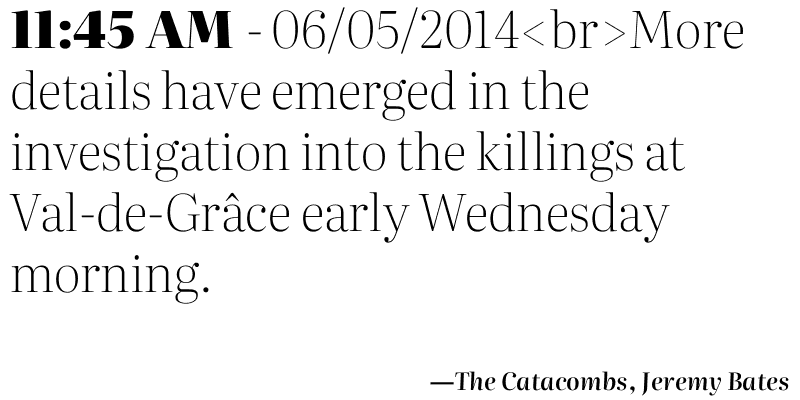 11:45 AM - 06/05/2014<br>More
details have emerged in the
investigation into the killings at
Val-de-Grâce early Wednesday
morning.
—The Catacombs, Jeremy Bates